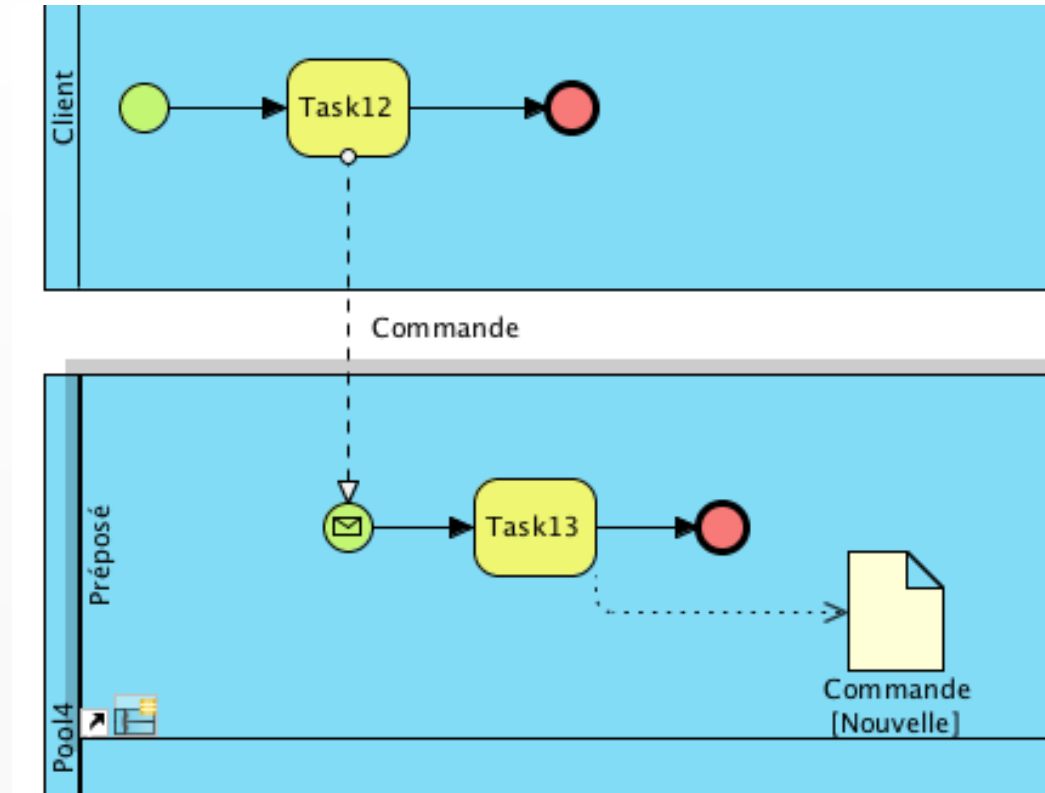 Client
Task12
Commande
Préposé
Task13
Commande
[Nouvelle]
Pool4